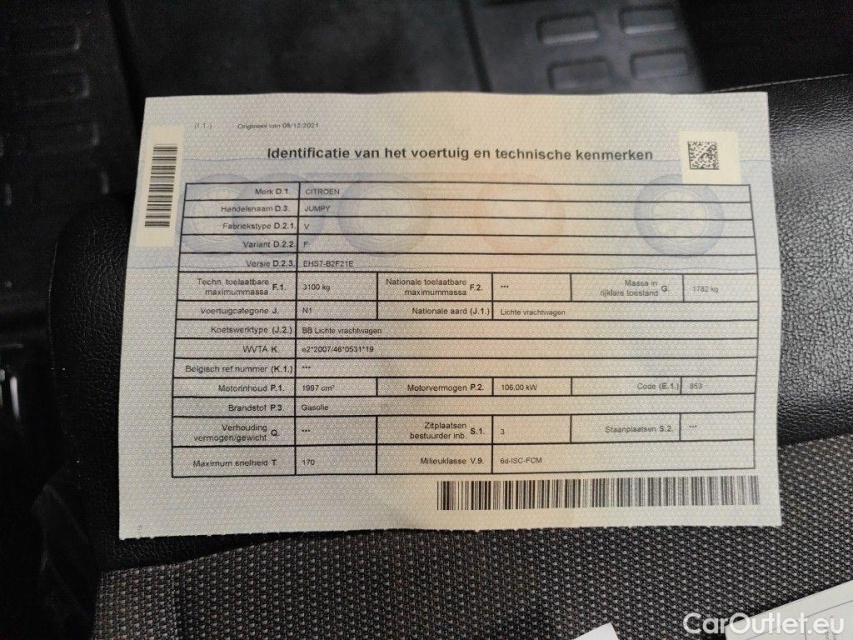 (I.1.) Origineel van 09/12/2021
Identificatie van het voertuig en technische kenmerken
Merk D.1. CITROEN
Handelsnaam D.3. JUMPY
Fabriekstype D.2.1. V
Variant D.2.2. F
Versie D.2.3. EHS7-B2F21E
Techn. toelaatbare maximummassa F.1. 3100 kg Nationale toelaatbare maximummassa F.2. *** Massa in rijklare toestand G. 1782 kg
Voertuigcategorie J. N1 Nationale aard (J.1.) Lichte vrachtwagen
Koetswerktype (J.2.) BB Lichte vrachtwagen
WVTA K. e2*2007/46*0531*19
Belgisch ref nummer (K.1.) ***
Motorinhoud P.1. 1997 cm³ Motorvermogen P.2. 106,00 kW Code (E.1.) 853
Brandstof P.3. Gasolie
Verhouding vermogen/gewicht Q. *** Zitplaatsen bestuurder inb. S.1. 3 Staanplaatsen S.2. ***
Maximum snelheid T. 170 Milieuklasse V.9. 6d-ISC-FCM
CarOutlet.eu